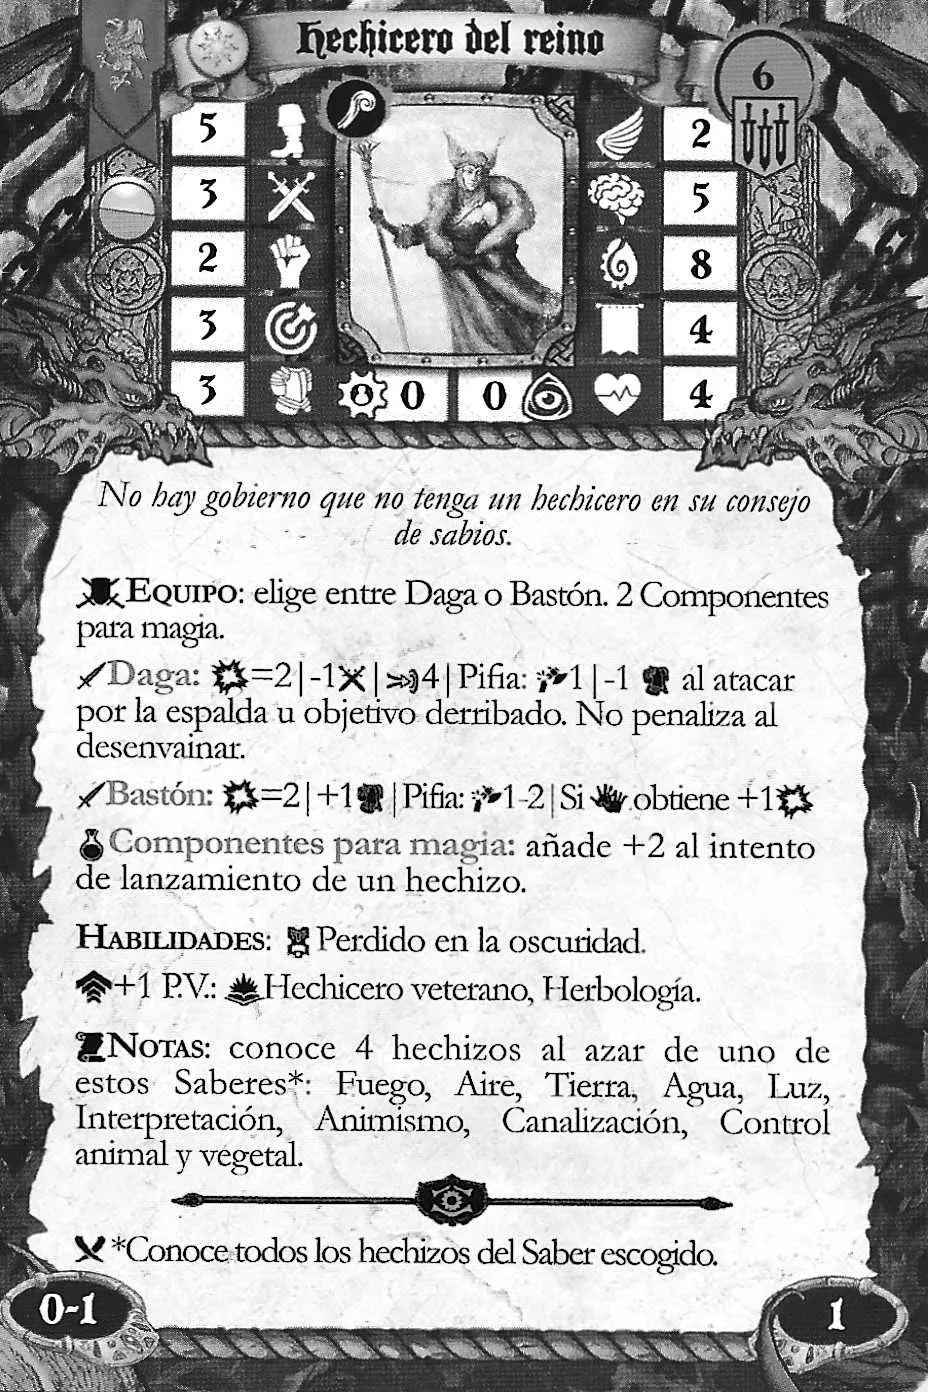 Hechicero del reino
6
5 2
3 5
2 8
3 4
3 0 0 4
No hay gobierno que no tenga un hechicero en su consejo
de sabios.
EQUIPO: elige entre Daga o Bastón. 2 Componentes
para magia.
Daga: =2|-1|4|Pifia: 1|-1 al atacar
por la espalda u objetivo derribado. No penaliza al
desenvainar.
Bastón: =2|+1|Pifia: 1-2|Si obtiene +1
Componentes para magia: añade +2 al intento
de lanzamiento de un hechizo.
HABILIDADES: Perdido en la oscuridad.
+1 P.V.: Hechicero veterano, Herbología.
NOTAS: conoce 4 hechizos al azar de uno de
estos Saberes*: Fuego, Aire, Tierra, Agua, Luz,
Interpretación, Animismo, Canalización, Control
animal y vegetal.
*Conoce todos los hechizos del Saber escogido.
0-1 1